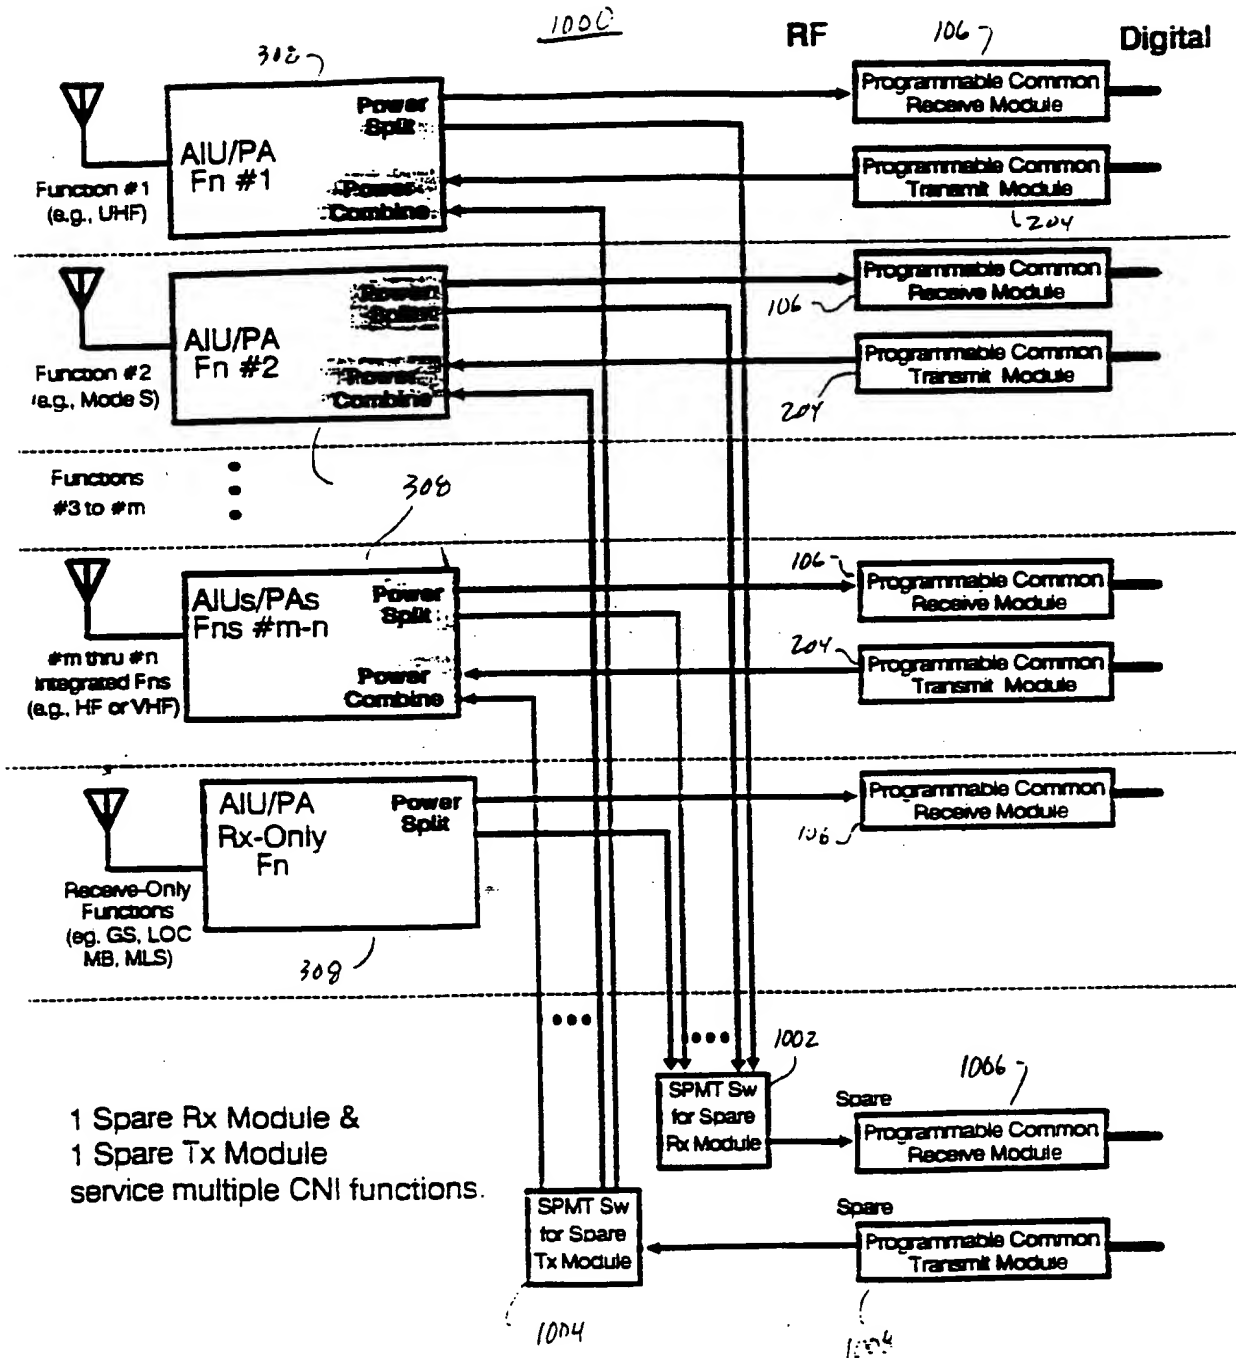 1000
RF
106
Digital
308
Power
Split
AIU/PA
Fn #1
Power
Combine
Function #1
(e.g., UHF)
Programmable Common
Receive Module
Programmable Common
Transmit Module
204
Power
Split
AIU/PA
Fn #2
Power
Combine
Function #2
(e.g., Mode S)
Programmable Common
Receive Module
106
Programmable Common
Transmit Module
204
Functions
#3 to #m
308
AIUs/PAs
Fns #m-n
Power
Split
Power
Combine
#m thru #n
Integrated Fns
(e.g., HF or VHF)
106
Programmable Common
Receive Module
204
Programmable Common
Transmit Module
AIU/PA
Rx-Only
Fn
Power
Split
Receive-Only
Functions
(eg. GS, LOC
MB, MLS)
308
Programmable Common
Receive Module
106
1002
SPMT Sw
for Spare
Rx Module
1006
Spare
Programmable Common
Receive Module
1 Spare Rx Module &
1 Spare Tx Module
service multiple CNI functions.
SPMT Sw
for Spare
Tx Module
1004
Spare
Programmable Common
Transmit Module